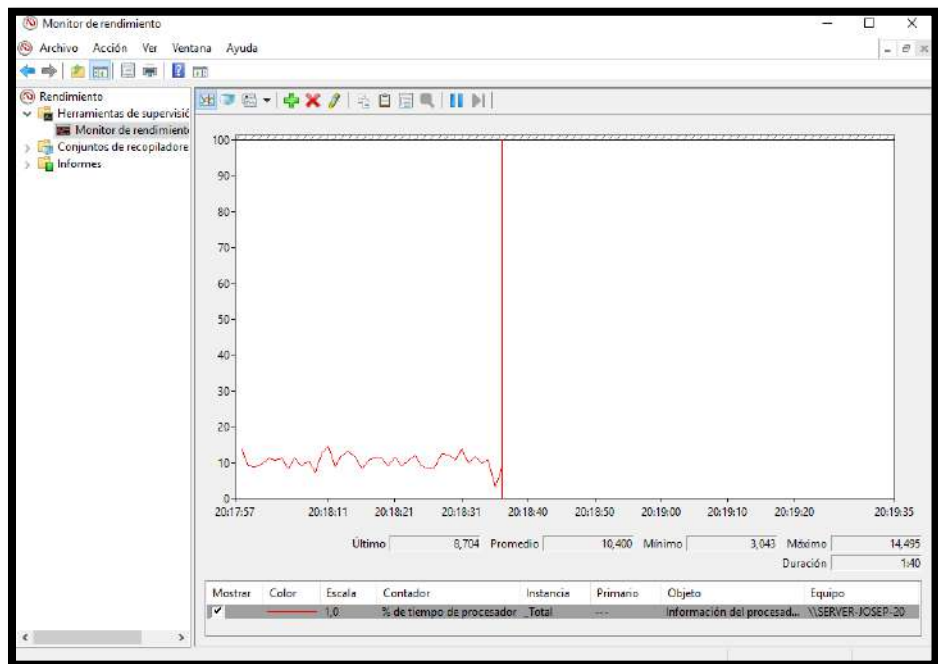 Monitor de rendimiento
Archivo Acción Ver Ventana Ayuda
Rendimiento
Herramientas de supervisió
Monitor de rendimient
Conjuntos de recopiladore
Informes
100
90
80
70
60
50
40
30
20
10
0
20:17:57 20:18:11 20:18:21 20:18:31 20:18:40 20:18:50 20:19:00 20:19:10 20:19:20 20:19:35
Último 8,704 Promedio 10,400 Mínimo 3,043 Máximo 14,495
Duración 1:40
Mostrar Color Escala Contador Instancia Primario Objeto Equipo
1,0 % de tiempo de procesador _Total --- Información del procesad... \\SERVER-JOSEP-20